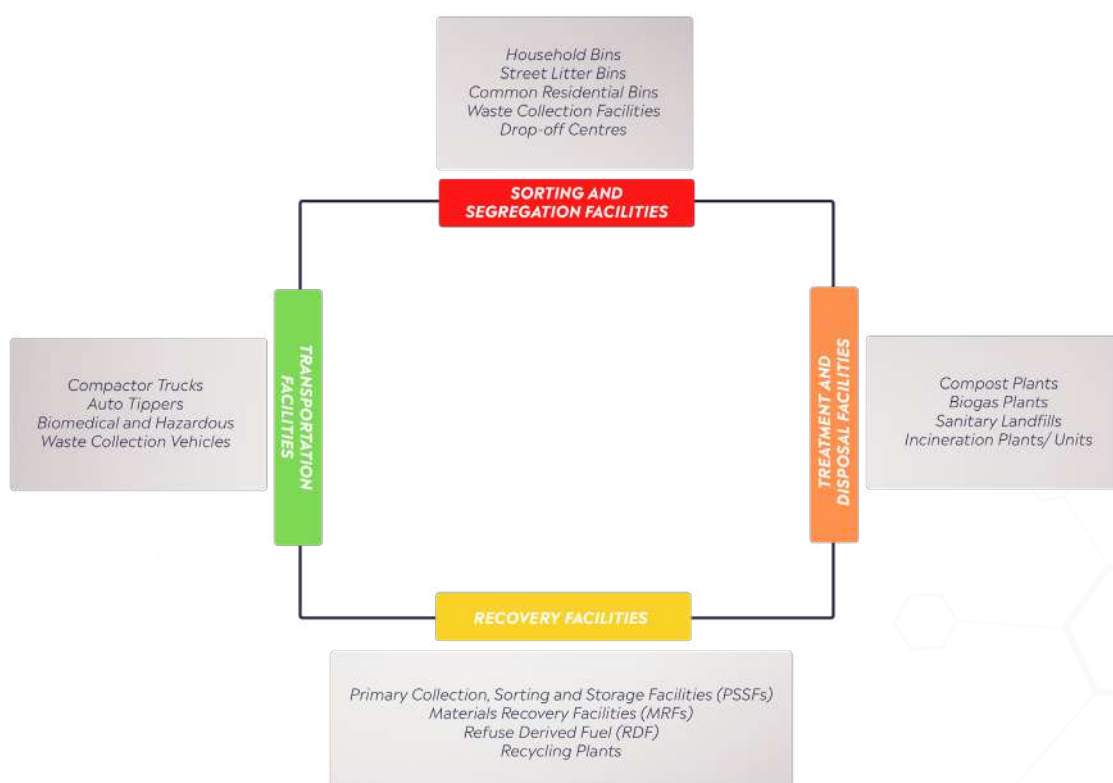 Household Bins
Street Litter Bins
Common Residential Bins
Waste Collection Facilities
Drop-off Centres
SORTING AND
SEGREGATION FACILITIES
TRANSPORTATION
FACILITIES
Compactor Trucks
Auto Tippers
Biomedical and Hazardous
Waste Collection Vehicles
TREATMENT AND
DISPOSAL FACILITIES
Compost Plants
Biogas Plants
Sanitary Landfills
Incineration Plants/ Units
RECOVERY FACILITIES
Primary Collection, Sorting and Storage Facilities (PSSFs)
Materials Recovery Facilities (MRFs)
Refuse Derived Fuel (RDF)
Recycling Plants